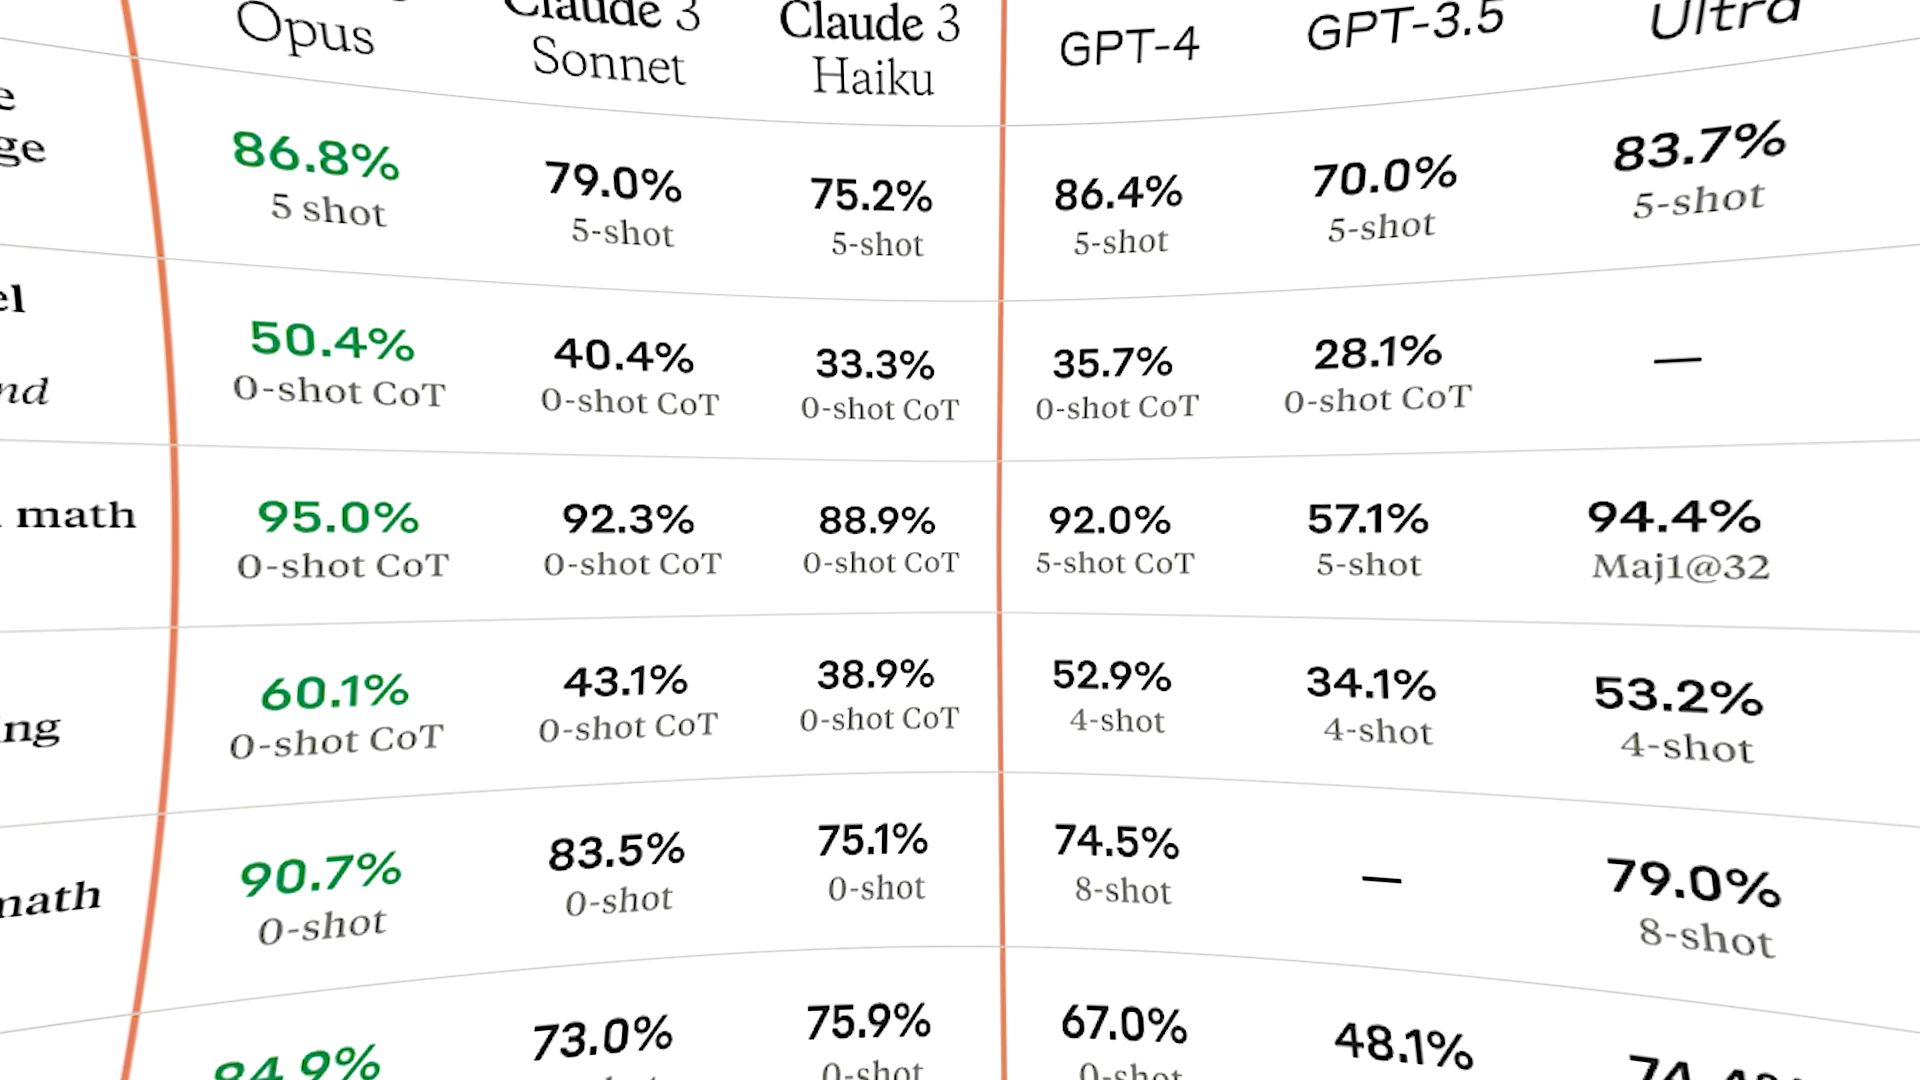 Opus
Claude 3
Sonnet
Claude 3
Haiku
GPT-4
GPT-3.5
Ultra
86.8%
79.0%
75.2%
86.4%
70.0%
83.7%
5 shot
5-shot
5-shot
5-shot
5-shot
5-shot
50.4%
40.4%
33.3%
35.7%
28.1%
—
0-shot CoT
0-shot CoT
0-shot CoT
0-shot CoT
0-shot CoT
math
95.0%
92.3%
88.9%
92.0%
57.1%
94.4%
0-shot CoT
0-shot CoT
0-shot CoT
5-shot CoT
5-shot
Maj1@32
60.1%
43.1%
38.9%
52.9%
34.1%
53.2%
0-shot CoT
0-shot CoT
0-shot CoT
4-shot
4-shot
4-shot
math
90.7%
83.5%
75.1%
74.5%
—
79.0%
0-shot
0-shot
0-shot
8-shot
8-shot
84.9%
73.0%
75.9%
67.0%
48.1%
0-shot
0-shot